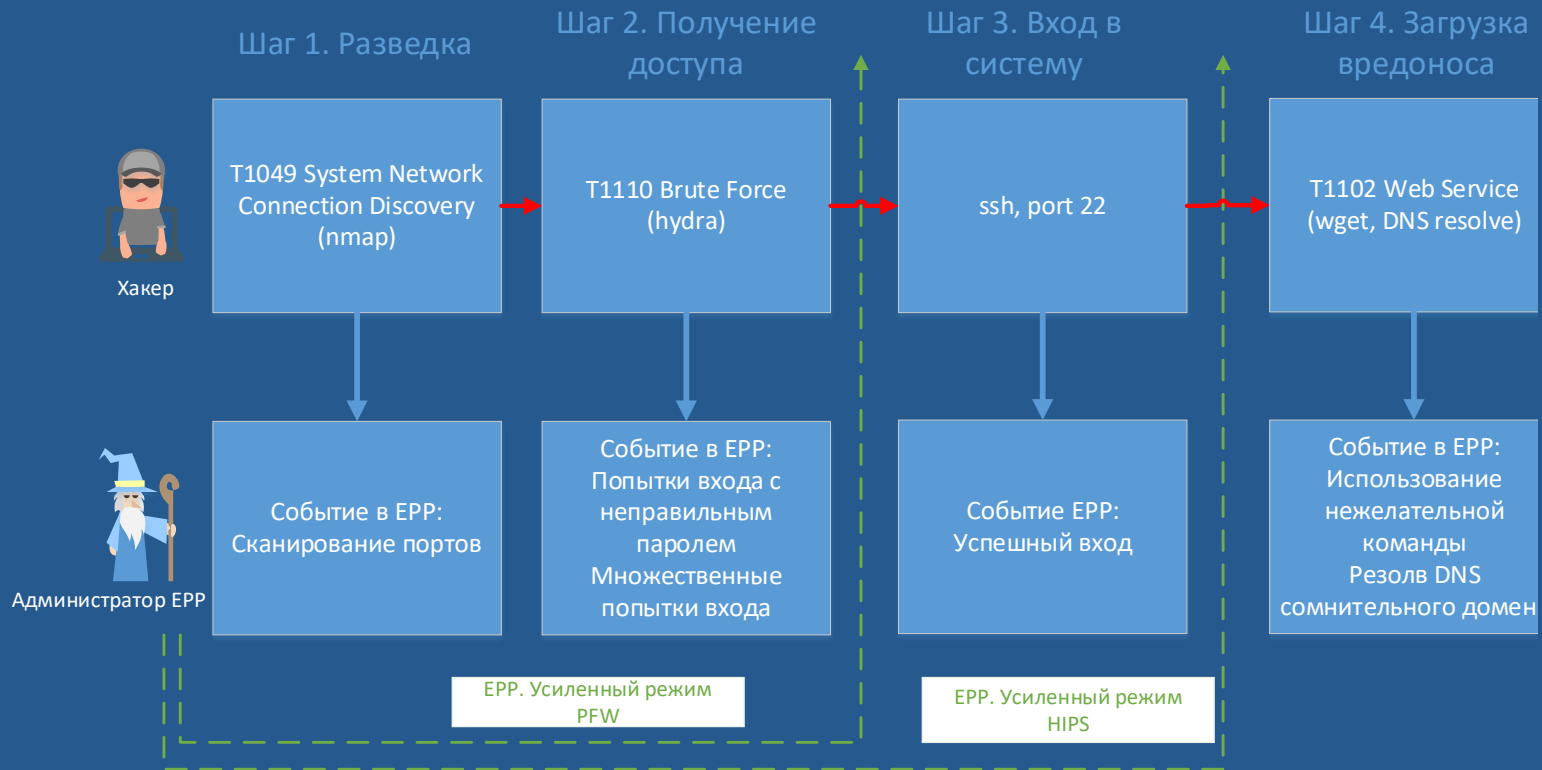 Шаг 1. Разведка
Шаг 2. Получение
доступа
Шаг 3. Вход в
систему
Шаг 4. Загрузка
вредоноса
Хакер
T1049 System Network
Connection Discovery
(nmap)
T1110 Brute Force
(hydra)
ssh, port 22
T1102 Web Service
(wget, DNS resolve)
Администратор EPP
Событие в EPP:
Сканирование портов
Событие в EPP:
Попытки входа с
неправильным
паролем
Множественные
попытки входа
Событие EPP:
Успешный вход
Событие в EPP:
Использование
нежелательной
команды
Резолв DNS
сомнительного домен
EPP. Усиленный режим
PFW
EPP. Усиленный режим
HIPS